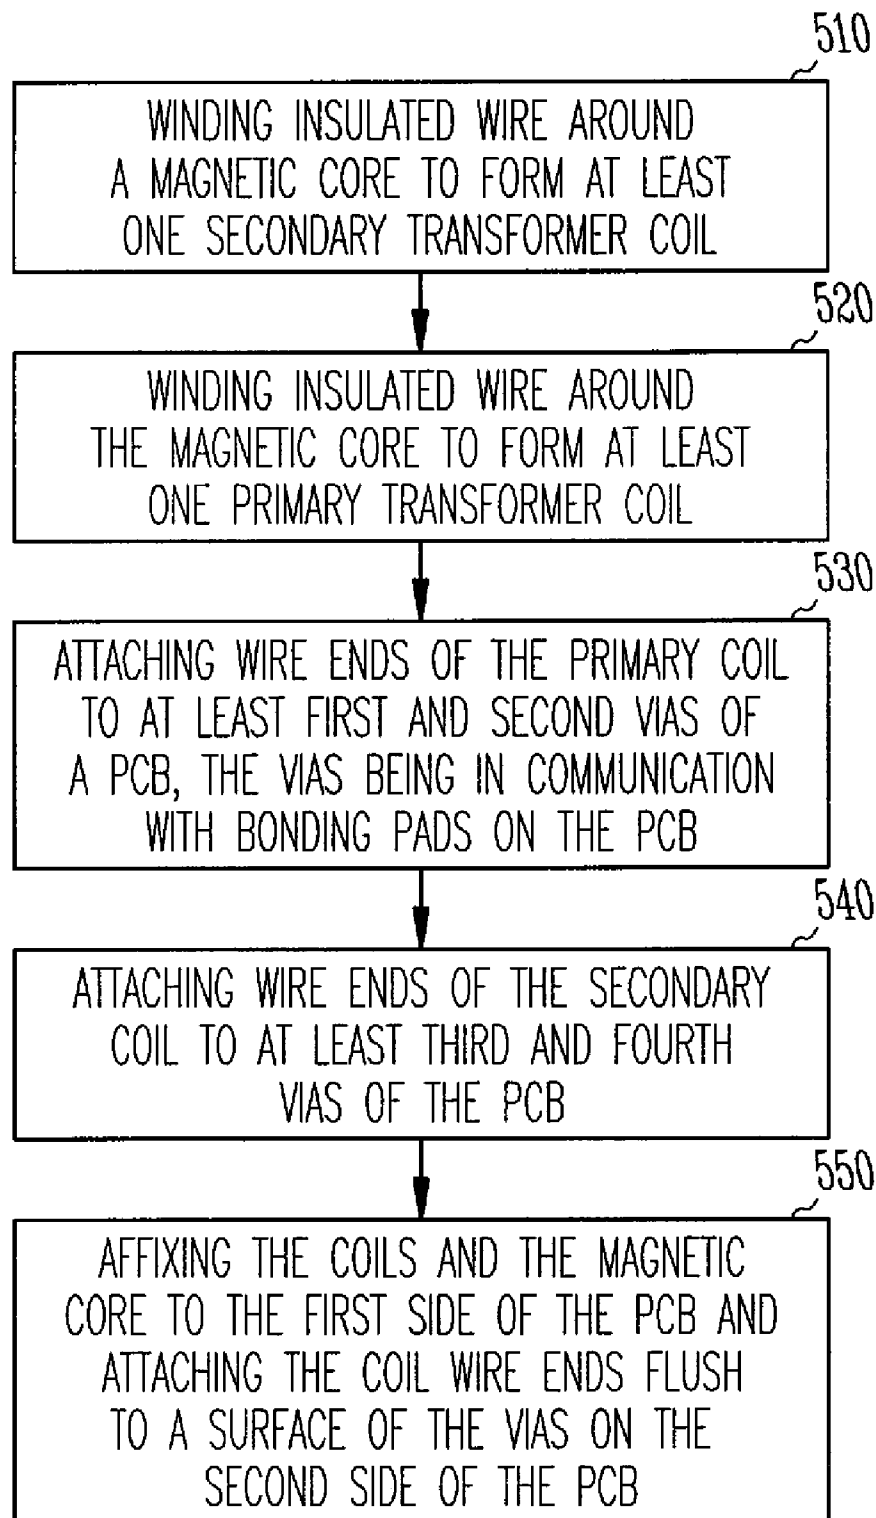 510
WINDING INSULATED WIRE AROUND
A MAGNETIC CORE TO FORM AT LEAST
ONE SECONDARY TRANSFORMER COIL
520
WINDING INSULATED WIRE AROUND
THE MAGNETIC CORE TO FORM AT LEAST
ONE PRIMARY TRANSFORMER COIL
530
ATTACHING WIRE ENDS OF THE PRIMARY COIL
TO AT LEAST FIRST AND SECOND VIAS OF
A PCB, THE VIAS BEING IN COMMUNICATION
WITH BONDING PADS ON THE PCB
540
ATTACHING WIRE ENDS OF THE SECONDARY
COIL TO AT LEAST THIRD AND FOURTH
VIAS OF THE PCB
550
AFFIXING THE COILS AND THE MAGNETIC
CORE TO THE FIRST SIDE OF THE PCB AND
ATTACHING THE COIL WIRE ENDS FLUSH
TO A SURFACE OF THE VIAS ON THE
SECOND SIDE OF THE PCB